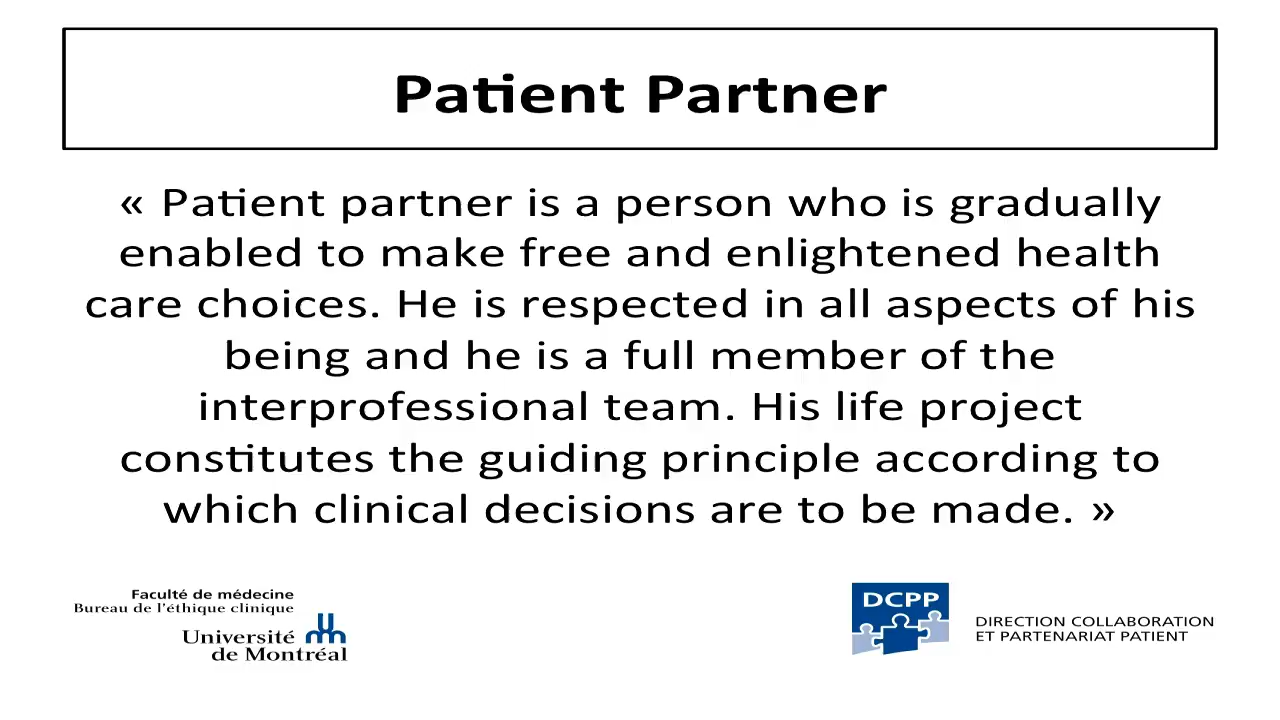 Patient Partner
« Patient partner is a person who is gradually
enabled to make free and enlightened health
care choices. He is respected in all aspects of his
being and he is a full member of the
interprofessional team. His life project
constitutes the guiding principle according to
which clinical decisions are to be made. »
Faculté de médecine
Bureau de l'éthique clinique
Université
de Montréal
DCPP
DIRECTION COLLABORATION
ET PARTENARIAT PATIENT